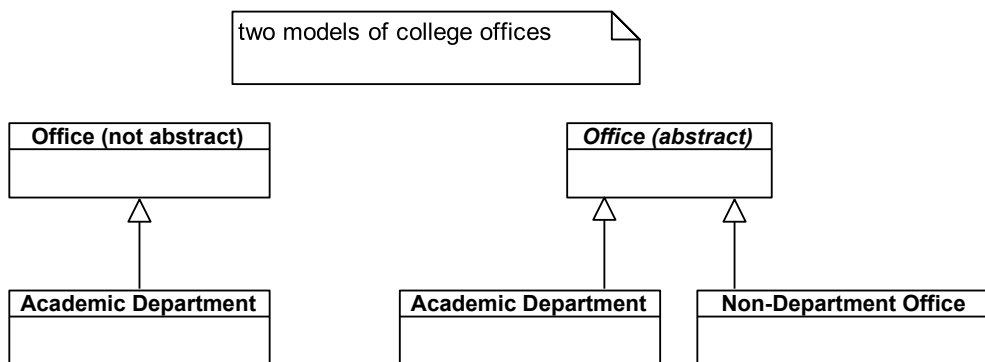 two models of college offices
Office (not abstract)
Office (abstract)
Academic Department
Academic Department
Non-Department Office